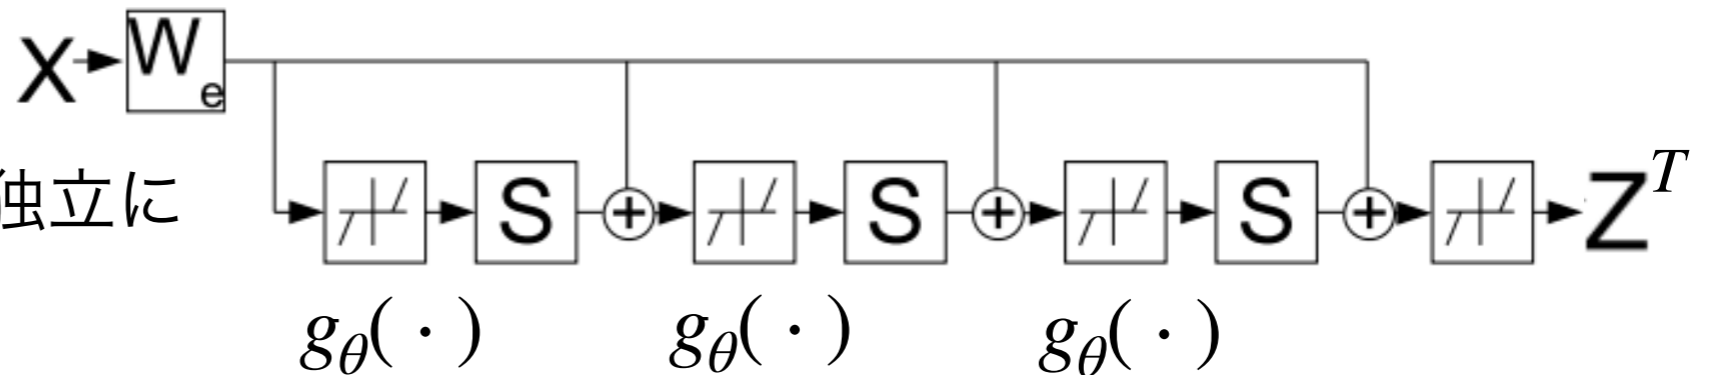 X W e
独立に S + S + S + Z^T
g_θ( · ) g_θ( · ) g_θ( · )